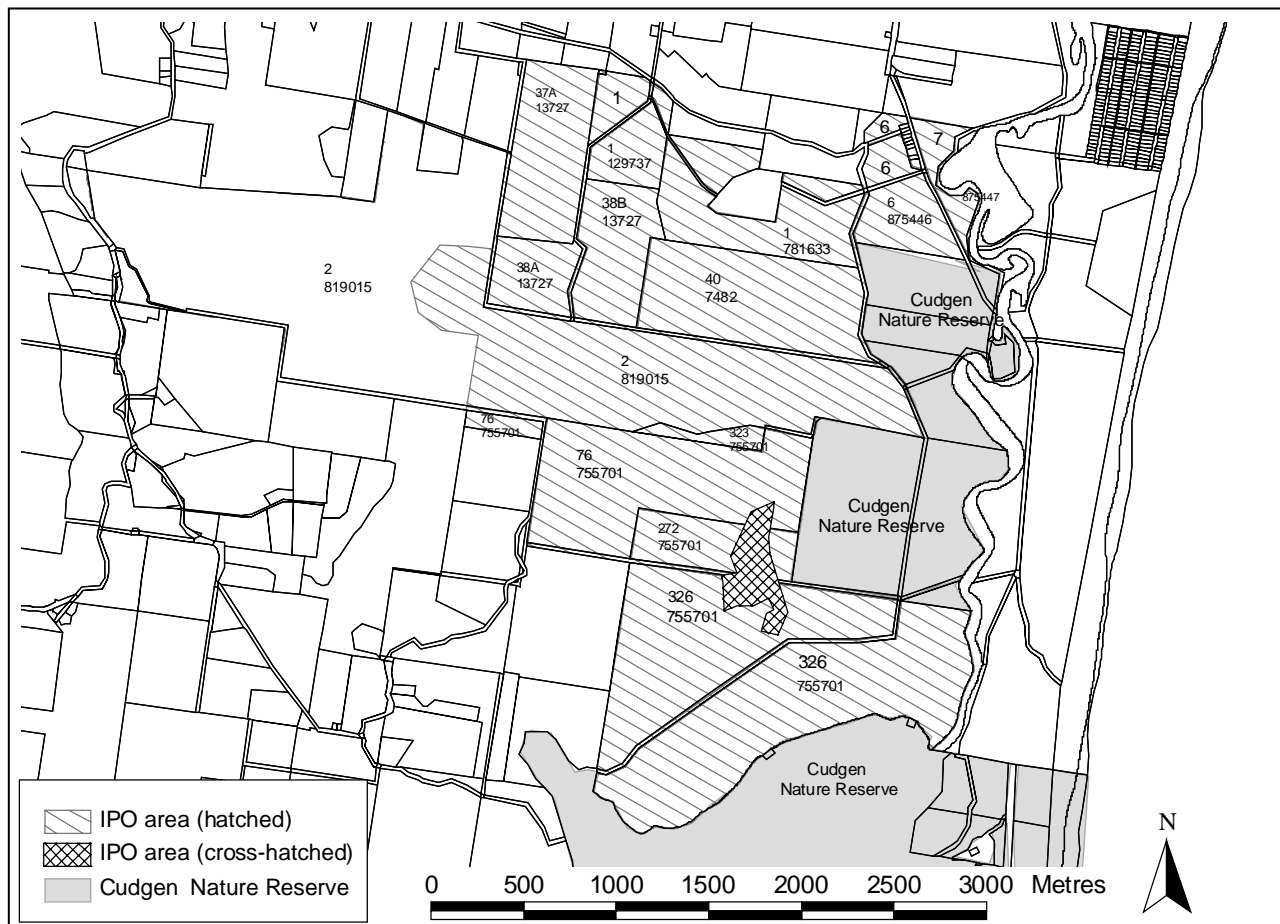 37A
13727
1
1
129737
6
7
6
38B
13727
6
875446
875447
1
781633
38A
13727
2
819015
40
7482
Cudgen
Nature Reserve
2
819015
76
755701
323
755701
76
755701
Cudgen
Nature Reserve
272
755701
326
755701
326
755701
Cudgen
Nature Reserve
IPO area (hatched)
IPO area (cross-hatched)
Cudgen Nature Reserve
N
0 500 1000 1500 2000 2500 3000 Metres